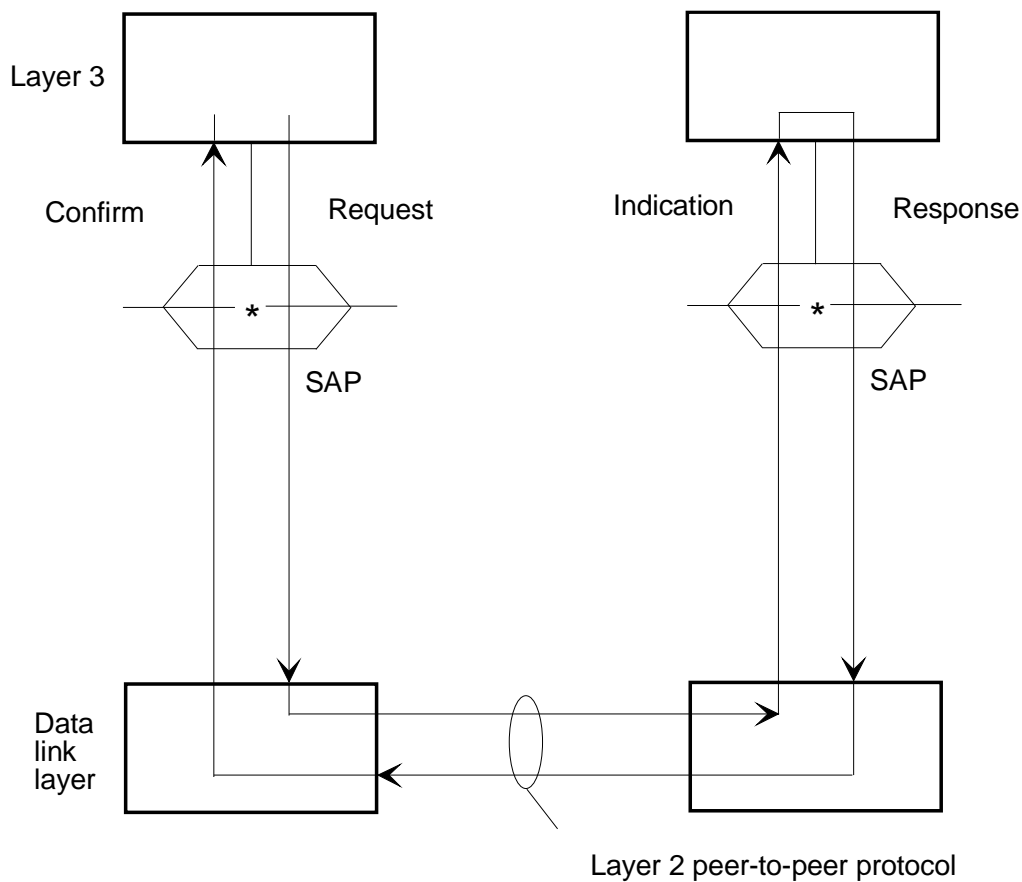 Layer 3
Confirm
Request
Indication
Response
*
*
SAP
SAP
Data
link
layer
Layer 2 peer-to-peer protocol